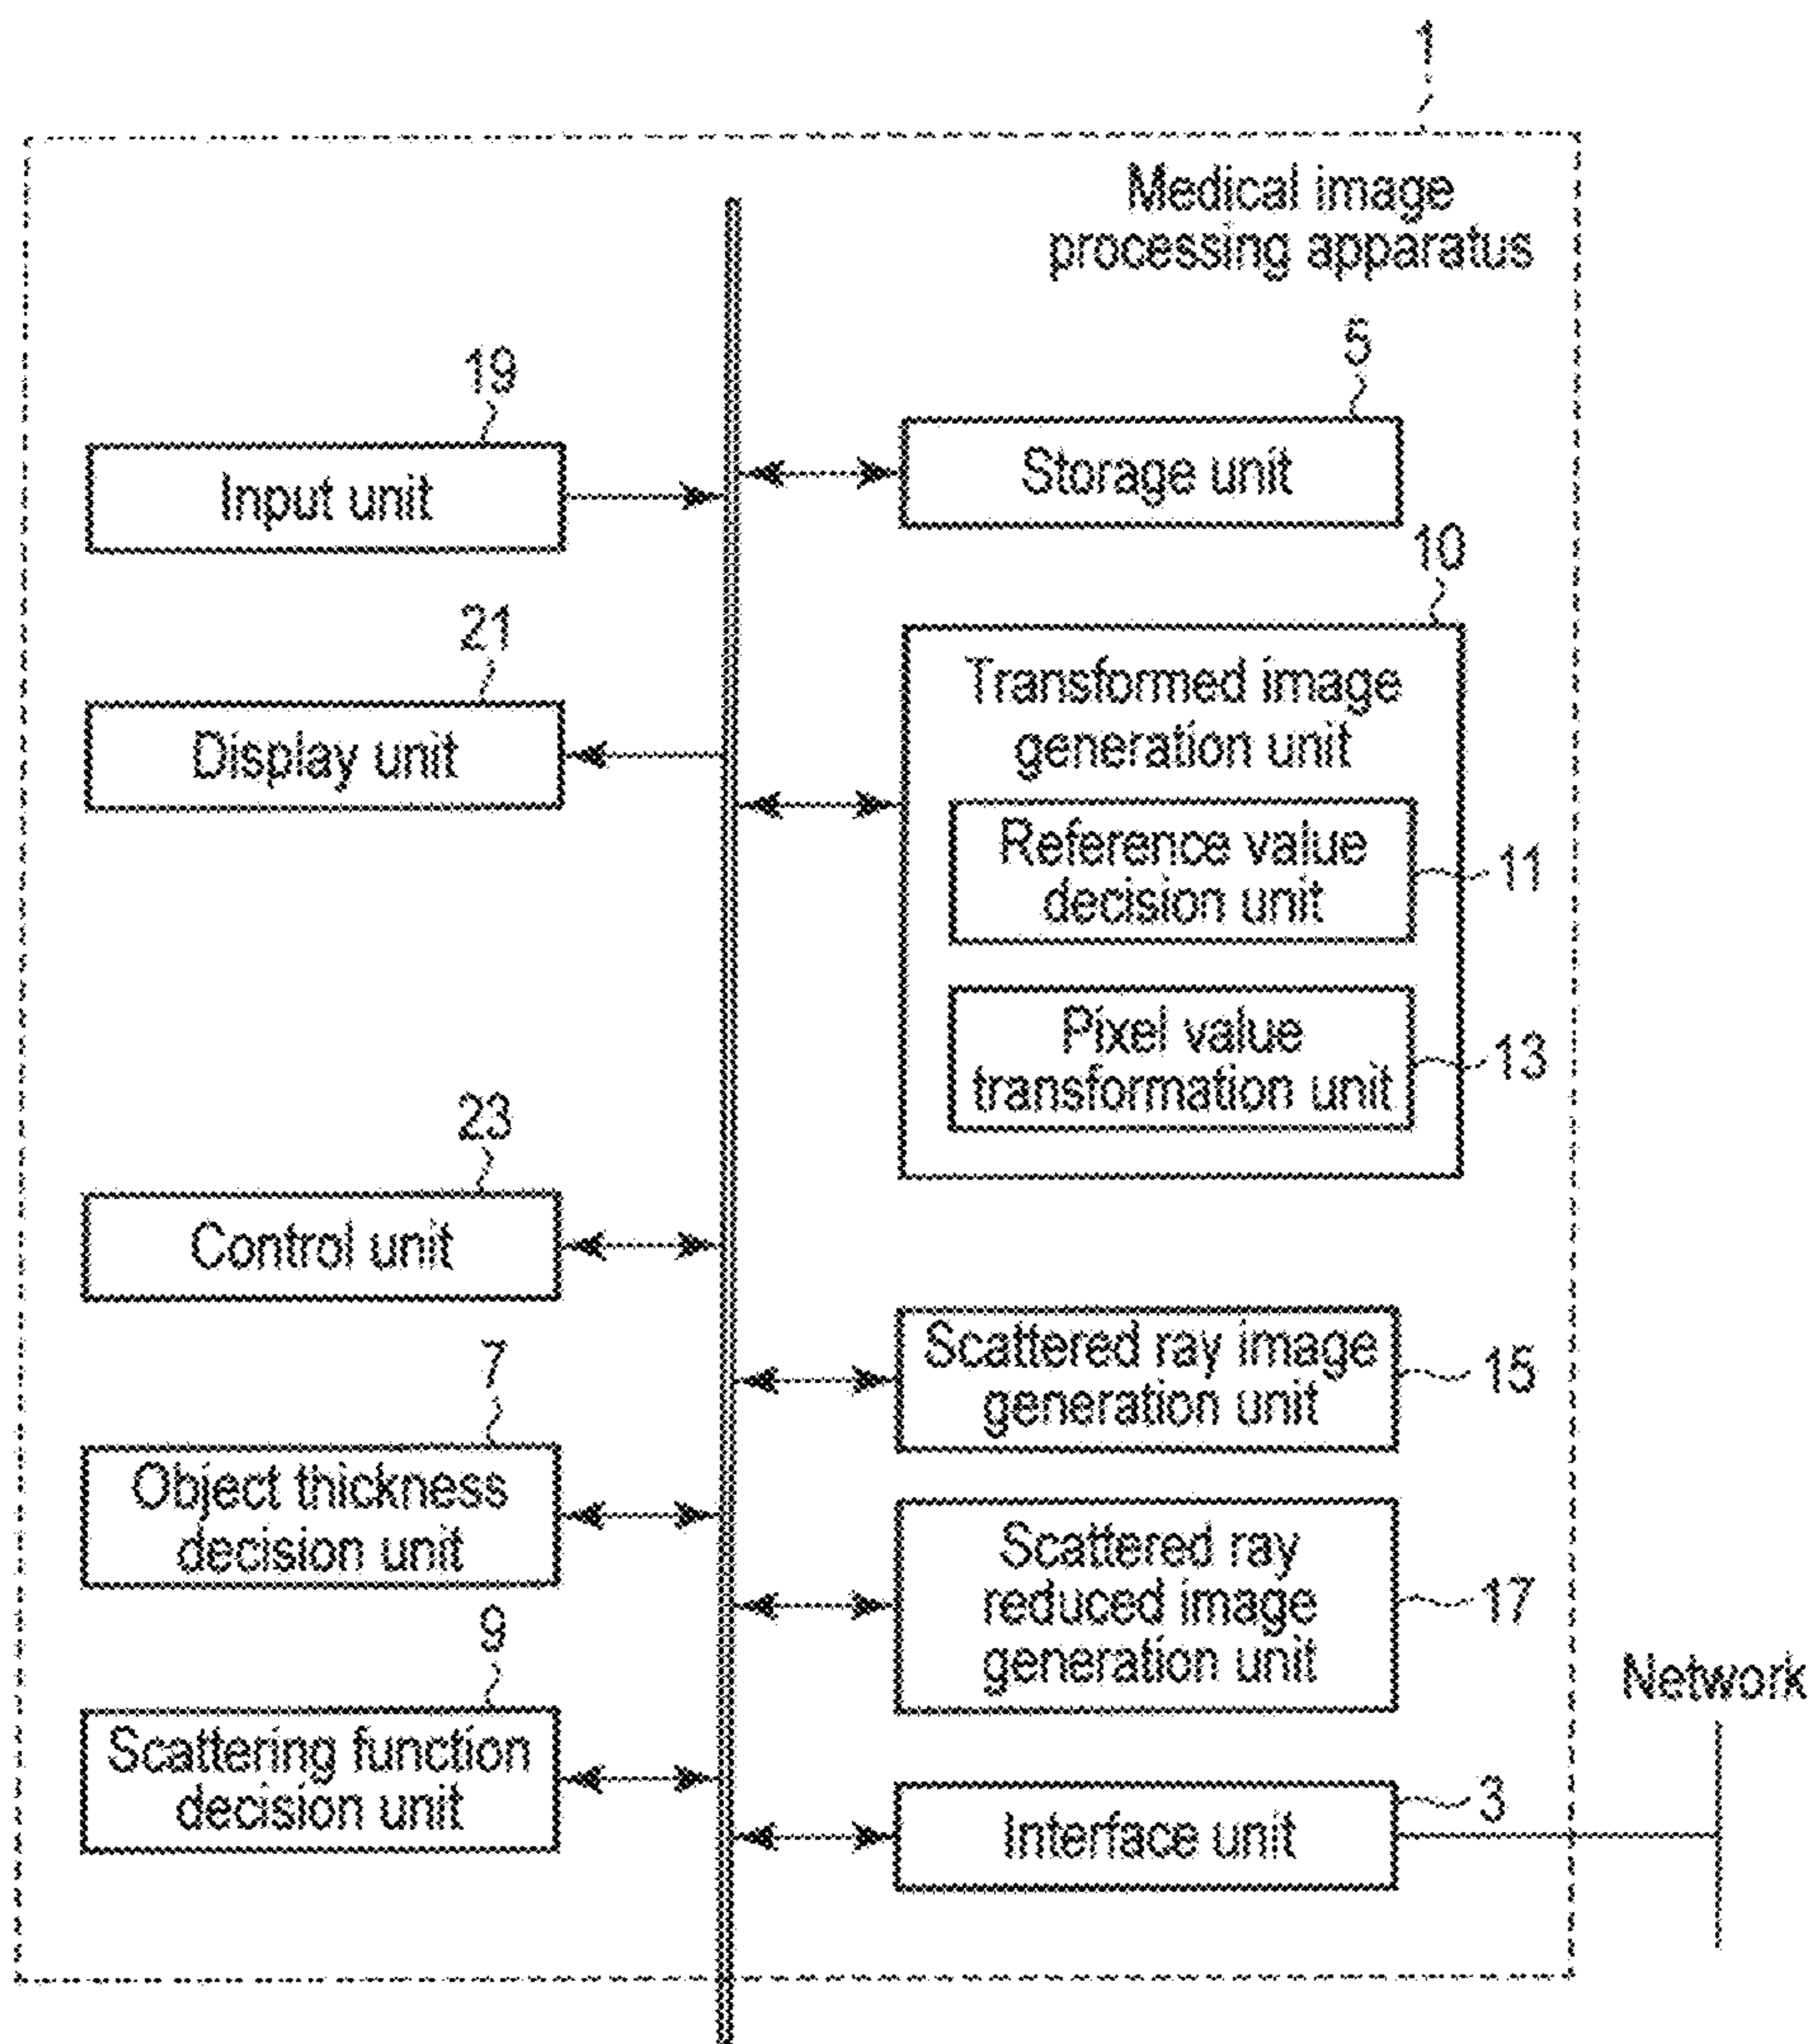 1
Medical image
processing apparatus
19
Input unit
5
Storage unit
21
Display unit
10
Transformed image
generation unit
Reference value
decision unit
11
Pixel value
transformation unit
13
23
Control unit
7
Object thickness
decision unit
9
Scattering function
decision unit
Scattered ray image
generation unit
15
Scattered ray
reduced image
generation unit
17
Interface unit
3
Network